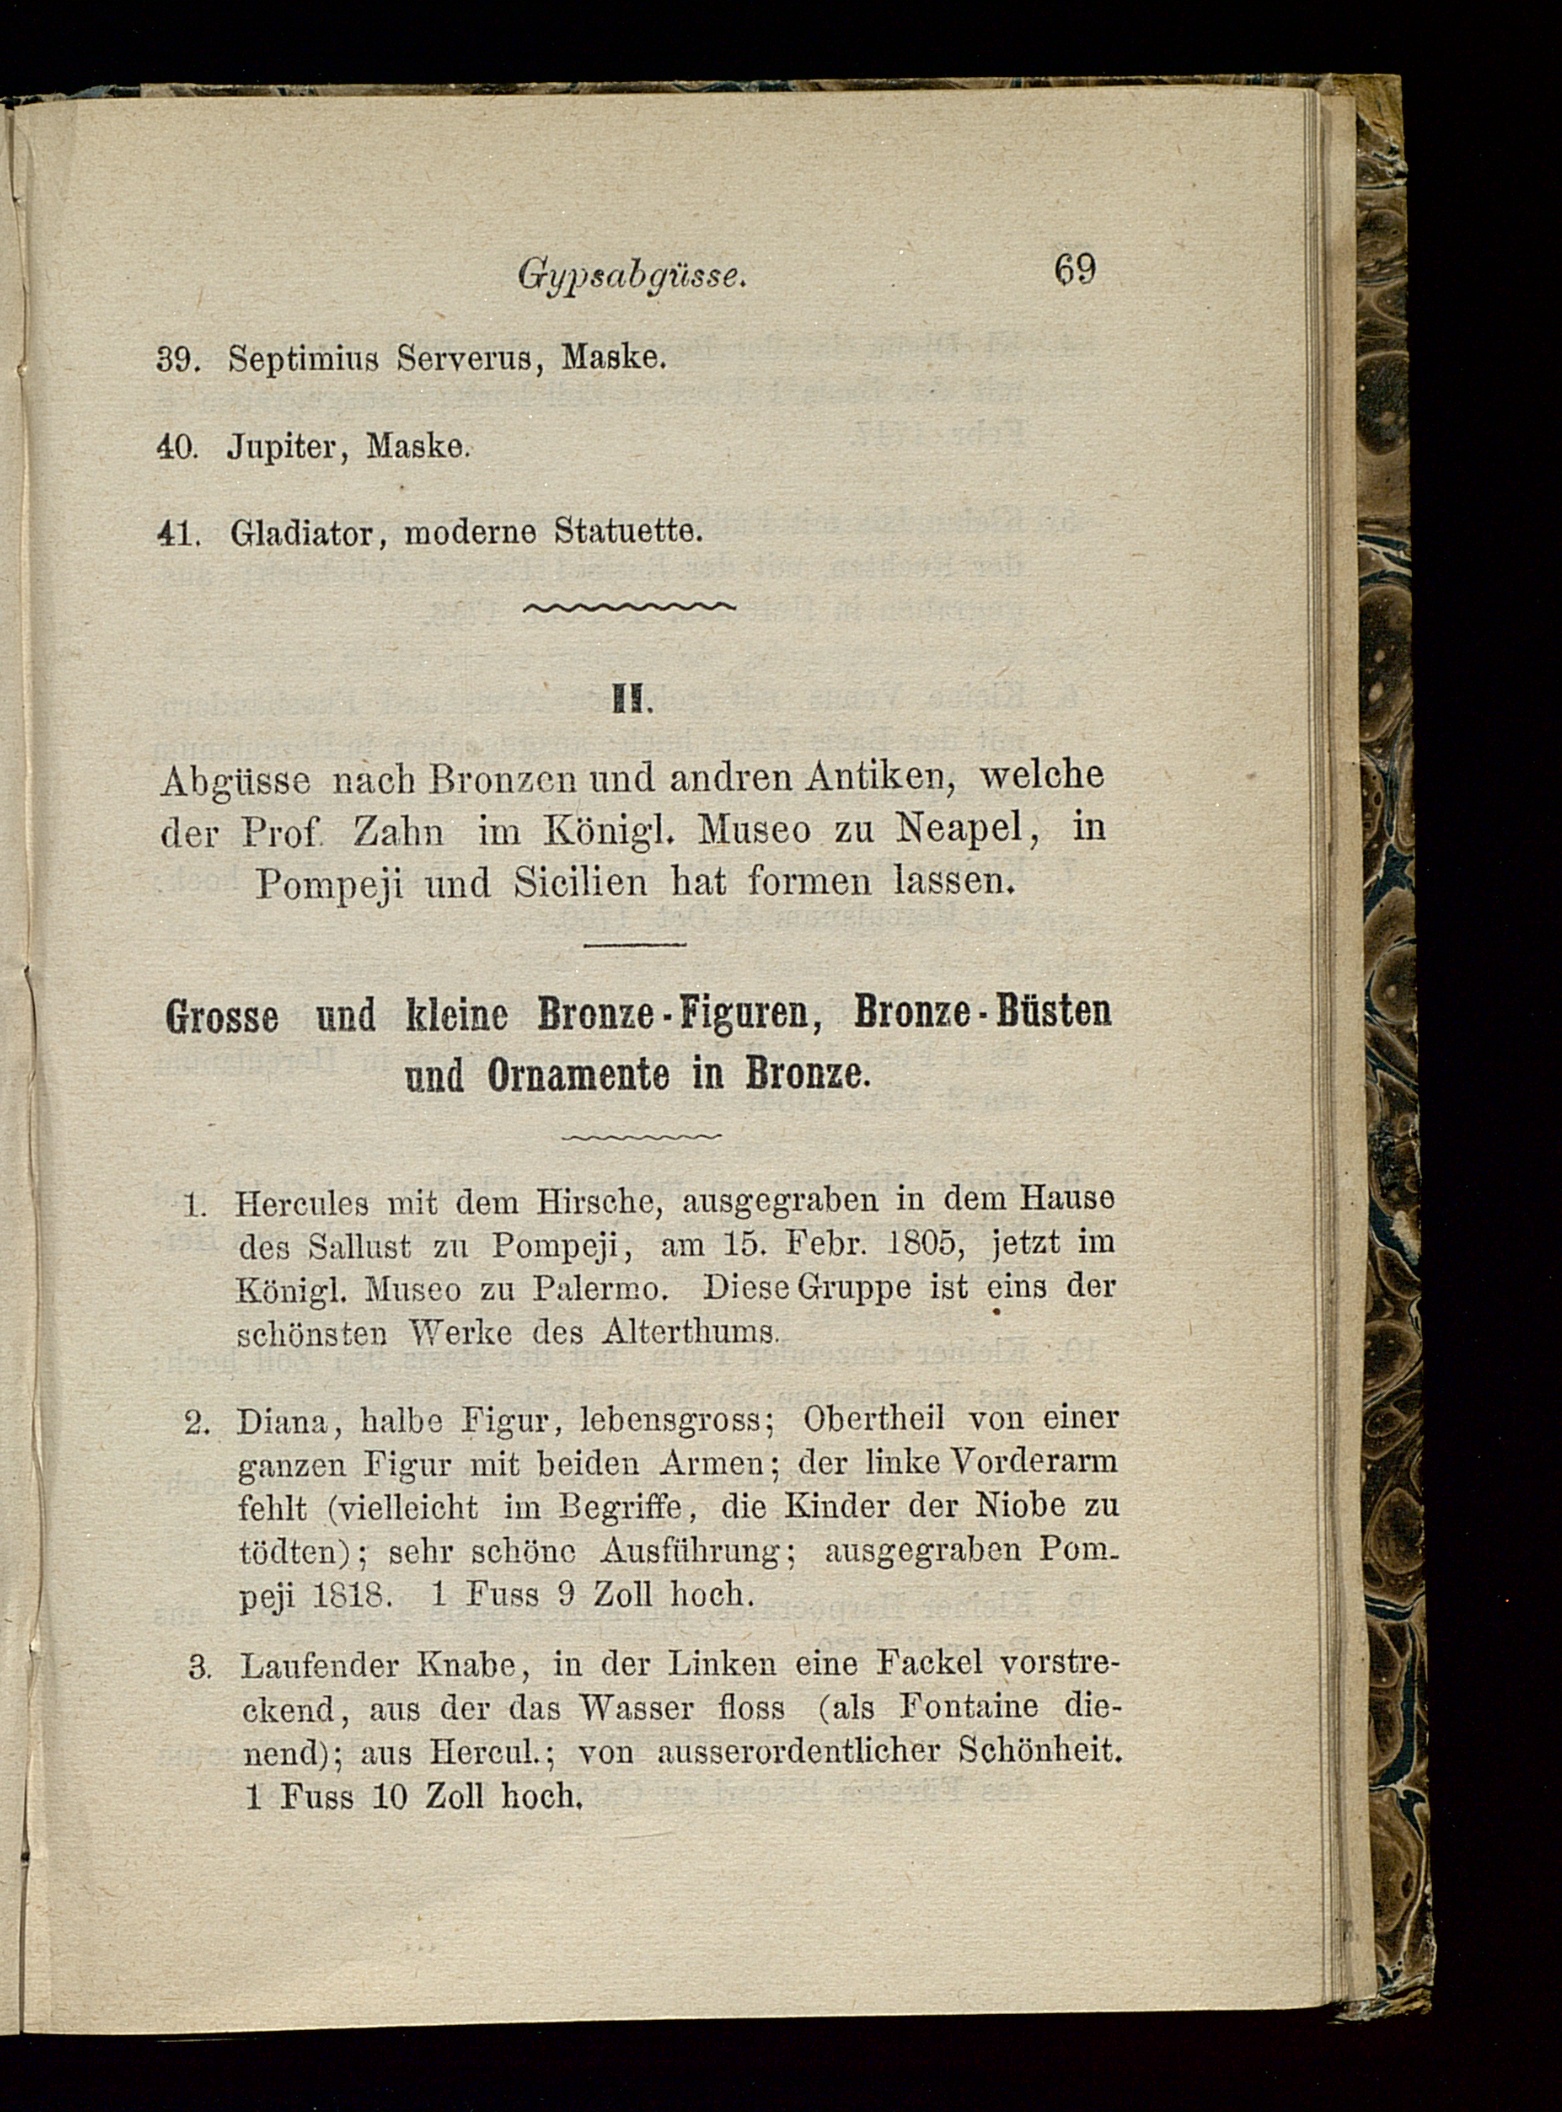 Gypsabgüsse. 69
39. Septimius Serverus, Maske.
40. Jupiter, Maske.
41. Gladiator, moderne Statuette.
II.
Abgüsse nach Bronzen und andren Antiken, welche
der Prof. Zahn im Königl. Museo zu Neapel, in
Pompeji und Sicilien hat formen lassen.
Grosse und kleine Bronze-Figuren, Bronze-Büsten
und Ornamente in Bronze.
1. Hercules mit dem Hirsche, ausgegraben in dem Hause
des Sallust zu Pompeji, am 15. Febr. 1805, jetzt im
Königl. Museo zu Palermo. Diese Gruppe ist eins der
schönsten Werke des Alterthums.
2. Diana, halbe Figur, lebensgross; Obertheil von einer
ganzen Figur mit beiden Armen; der linke Vorderarm
fehlt (vielleicht im Begriffe, die Kinder der Niobe zu
tödten); sehr schöne Ausführung; ausgegraben Pom-
peji 1818. 1 Fuss 9 Zoll hoch.
3. Laufender Knabe, in der Linken eine Fackel vorstre-
ckend, aus der das Wasser floss (als Fontaine die-
nend); aus Hercul.; von ausserordentlicher Schönheit.
1 Fuss 10 Zoll hoch.